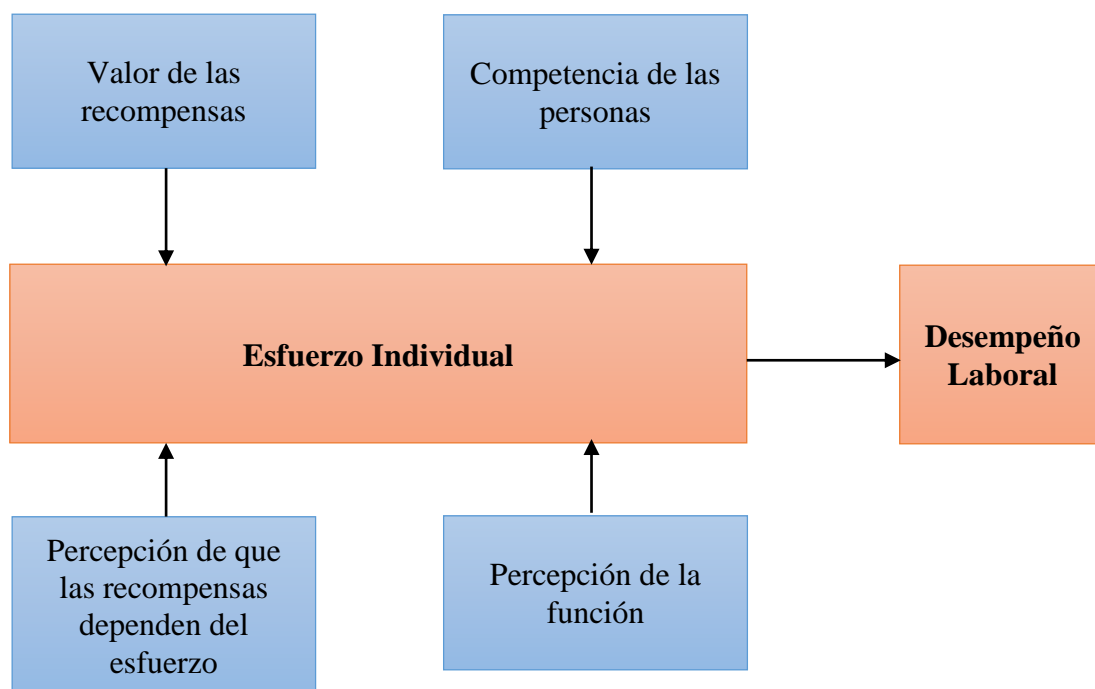 Valor de las
recompensas
Competencia de las
personas
Esfuerzo Individual
Desempeño
Laboral
Percepción de que
las recompensas
dependen del
esfuerzo
Percepción de la
función